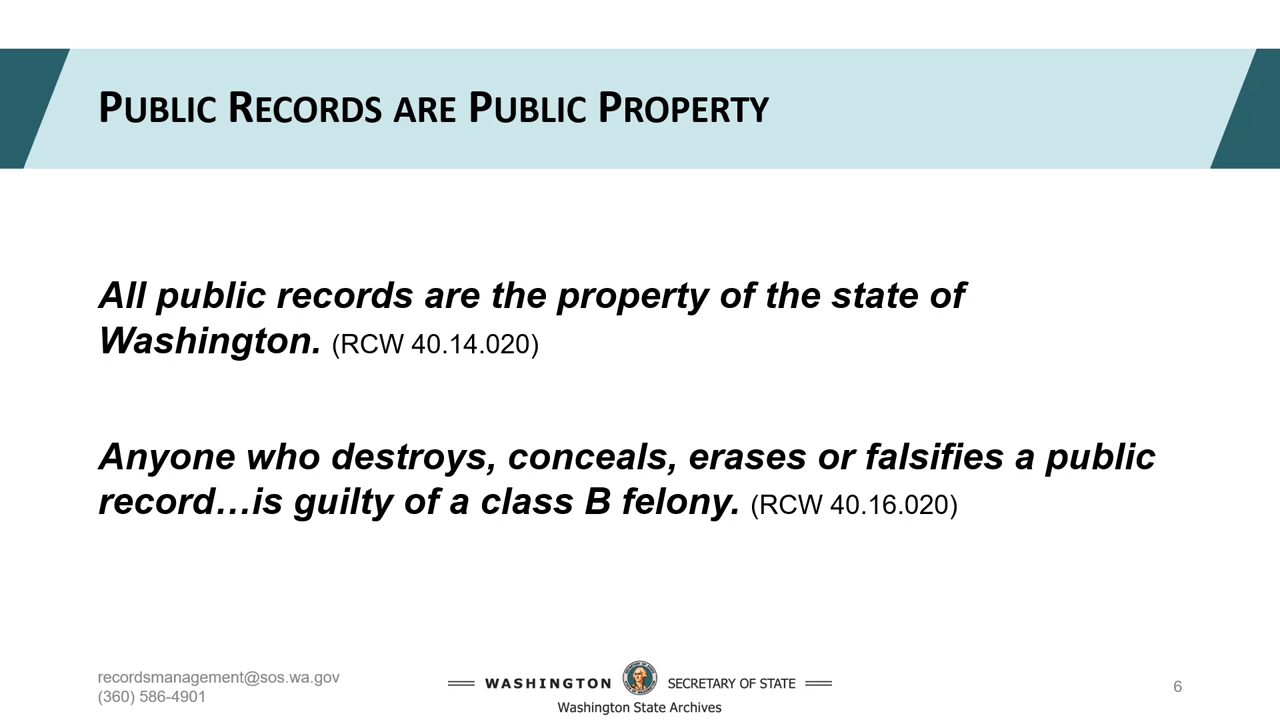 PUBLIC RECORDS ARE PUBLIC PROPERTY
All public records are the property of the state of
Washington. (RCW 40.14.020)
Anyone who destroys, conceals, erases or falsifies a public
record…is guilty of a class B felony. (RCW 40.16.020)
recordsmanagement@sos.wa.gov
(360) 586-4901
WASHINGTON SECRETARY OF STATE
Washington State Archives
6